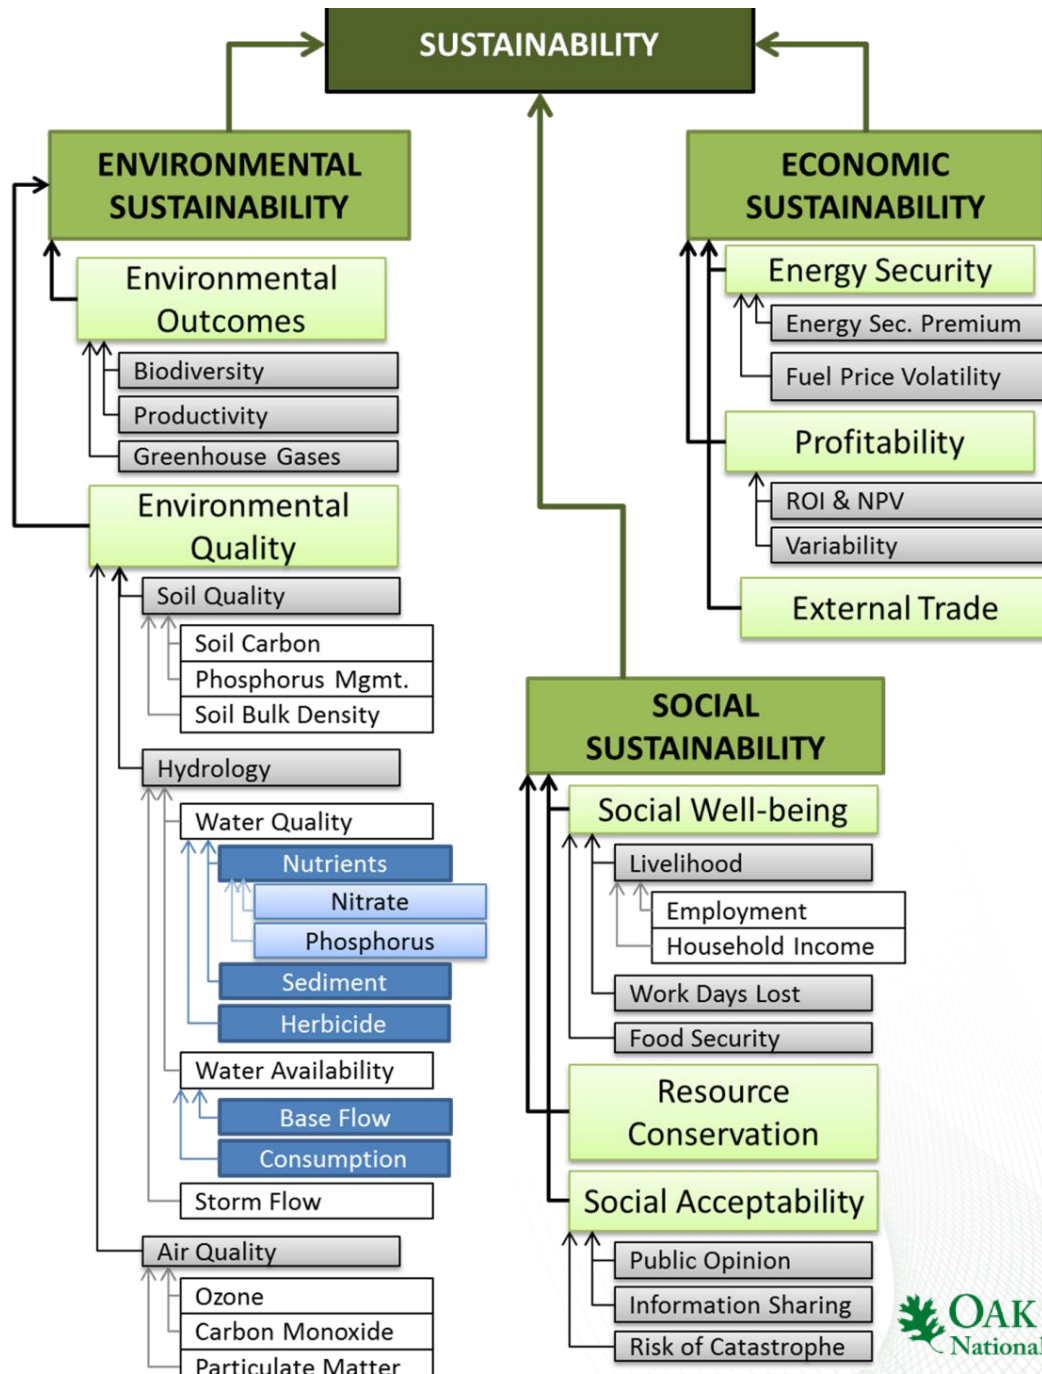 SUSTAINABILITY
ENVIRONMENTAL
SUSTAINABILITY
Environmental
Outcomes
Biodiversity
Productivity
Greenhouse Gases
Environmental
Quality
Soil Quality
Soil Carbon
Phosphorus Mgmt.
Soil Bulk Density
Hydrology
Water Quality
Nutrients
Nitrate
Phosphorus
Sediment
Herbicide
Water Availability
Base Flow
Consumption
Storm Flow
Air Quality
Ozone
Carbon Monoxide
Particulate Matter
ECONOMIC
SUSTAINABILITY
Energy Security
Energy Sec. Premium
Fuel Price Volatility
Profitability
ROI & NPV
Variability
External Trade
SOCIAL
SUSTAINABILITY
Social Well-being
Livelihood
Employment
Household Income
Work Days Lost
Food Security
Resource
Conservation
Social Acceptability
Public Opinion
Information Sharing
Risk of Catastrophe
OAK
National